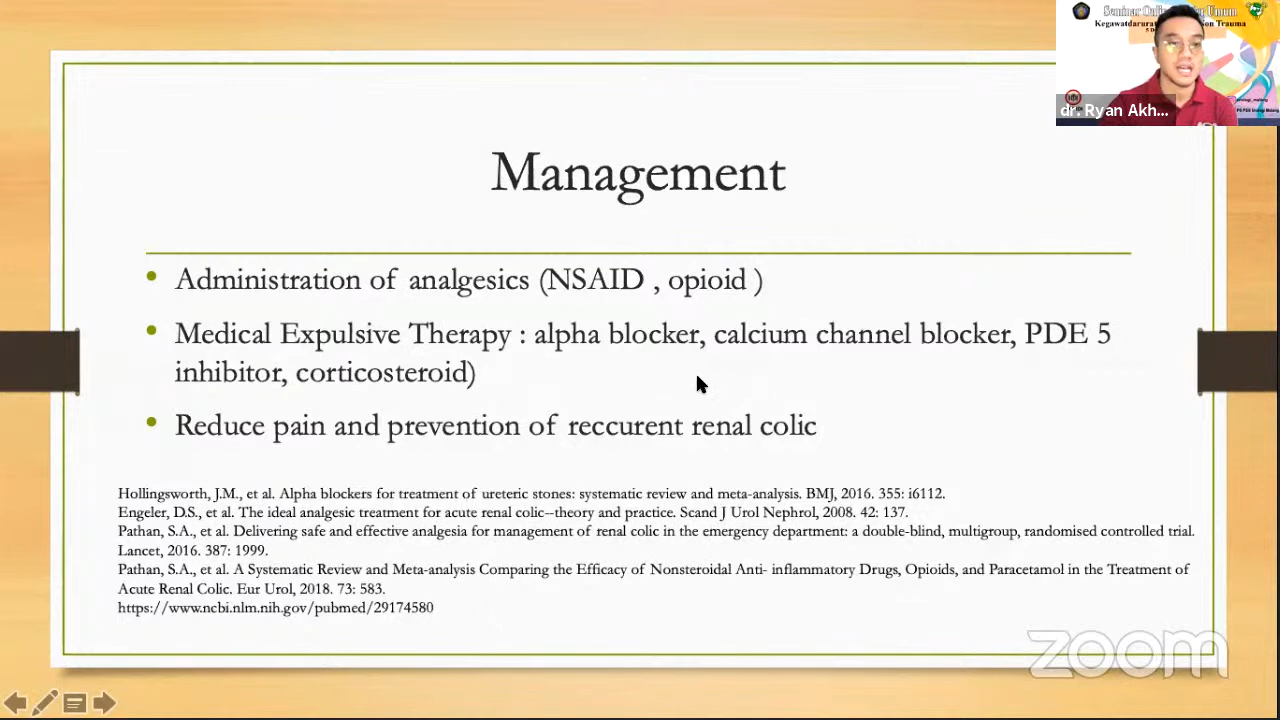 Seminar Online Awam Umum
Kegawatdarurat Non Trauma
dr. Ryan Akh...
Management
• Administration of analgesics (NSAID , opioid )
• Medical Expulsive Therapy : alpha blocker, calcium channel blocker, PDE 5
inhibitor, corticosteroid)
• Reduce pain and prevention of reccurent renal colic
Hollingsworth, J.M., et al. Alpha blockers for treatment of ureteric stones: systematic review and meta-analysis. BMJ, 2016. 355: i6112.
Engeler, D.S., et al. The ideal analgesic treatment for acute renal colic--theory and practice. Scand J Urol Nephrol, 2008. 42: 137.
Pathan, S.A., et al. Delivering safe and effective analgesia for management of renal colic in the emergency department: a double-blind, multigroup, randomised controlled trial.
Lancet, 2016. 387: 1999.
Pathan, S.A., et al. A Systematic Review and Meta-analysis Comparing the Efficacy of Nonsteroidal Anti- inflammatory Drugs, Opioids, and Paracetamol in the Treatment of
Acute Renal Colic. Eur Urol, 2018. 73: 583.
https://www.ncbi.nlm.nih.gov/pubmed/29174580
zoom